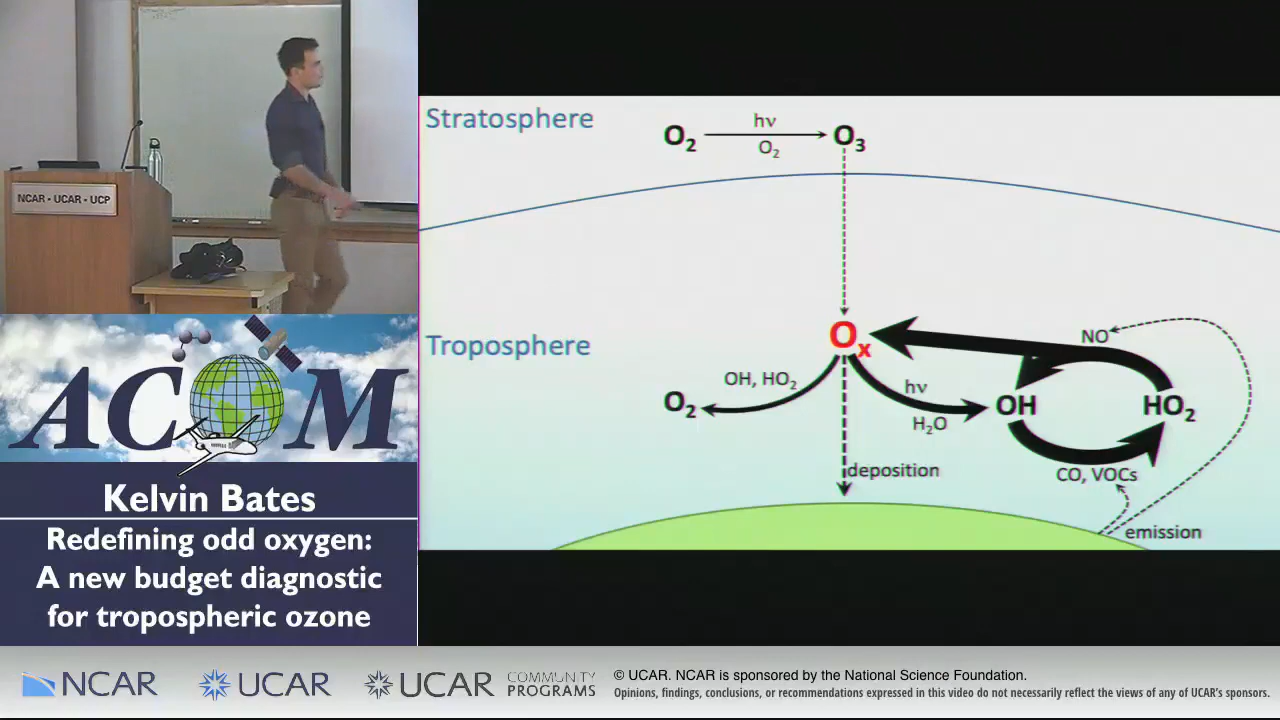 NCAR • UCAR • UCP
ACOM
Kelvin Bates
Redefining odd oxygen:
A new budget diagnostic
for tropospheric ozone
Stratosphere
O2
hν
O2
O3
Troposphere
Ox
NO
OH, HO2
O2
hν
H2O
OH
HO2
deposition
CO, VOCs
emission
NCAR
UCAR
UCAR
COMMUNITY
PROGRAMS
© UCAR. NCAR is sponsored by the National Science Foundation.
Opinions, findings, conclusions, or recommendations expressed in this video do not necessarily reflect the views of any of UCAR's sponsors.